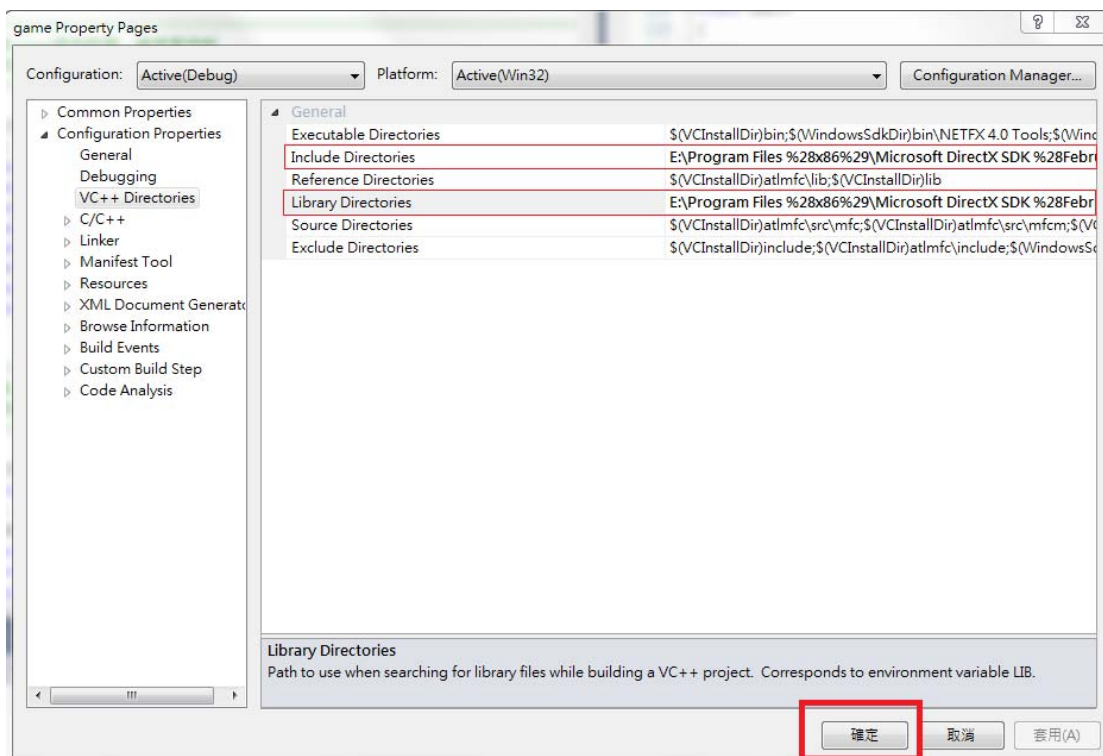 game Property Pages
Configuration: Active(Debug) Platform: Active(Win32) Configuration Manager...
Common Properties
Configuration Properties
General
Debugging
VC++ Directories
C/C++
Linker
Manifest Tool
Resources
XML Document Generato
Browse Information
Build Events
Custom Build Step
Code Analysis
General
Executable Directories $(VCInstallDir)bin;$(WindowsSdkDir)bin\NETFX 4.0 Tools;$(Wind
Include Directories E:\Program Files %28x86%29\Microsoft DirectX SDK %28Febru
Reference Directories $(VCInstallDir)atlmfc\lib;$(VCInstallDir)lib
Library Directories E:\Program Files %28x86%29\Microsoft DirectX SDK %28Febr
Source Directories $(VCInstallDir)atlmfc\src\mfc;$(VCInstallDir)atlmfc\src\mfcm;$(VC
Exclude Directories $(VCInstallDir)include;$(VCInstallDir)atlmfc\include;$(WindowsSd
Library Directories
Path to use when searching for library files while building a VC++ project. Corresponds to environment variable LIB.
確定 取消 套用(A)